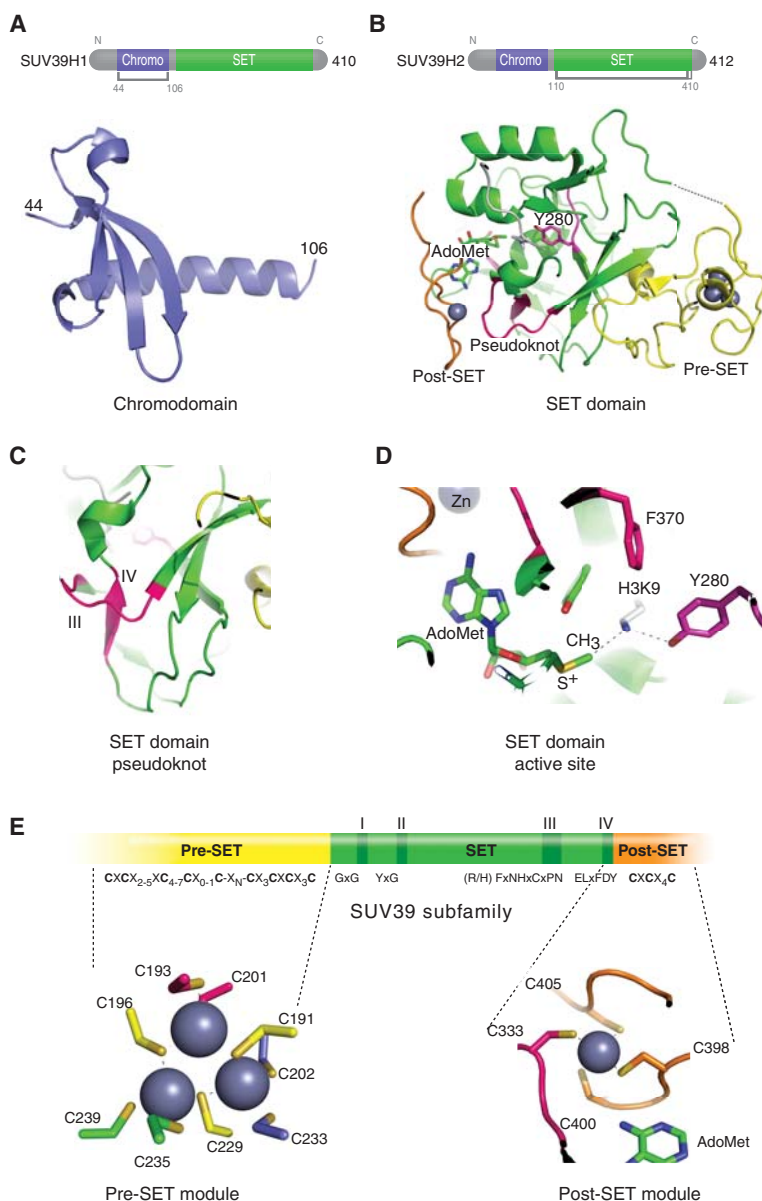 A
N
C
SUV39H1
Chromo
SET
410
44
106
44
106
Chromodomain
B
N
C
SUV39H2
Chromo
SET
412
110
410
Y280
AdoMet
Pseudoknot
Post-SET
Pre-SET
SET domain
C
IV
III
SET domain
pseudoknot
D
Zn
F370
H3K9
Y280
AdoMet
CH3
S+
SET domain
active site
E
I II III IV
Pre-SET SET Post-SET
CXCX2-5XC4-7CX0-1C-XN-CX3CXCX3C GxG YxG (R/H) FxNHxCxPN ELxFDY CXCX4C
SUV39 subfamily
C193
C201
C196
C191
C202
C239
C235
C229
C233
Pre-SET module
C405
C333
C398
C400
AdoMet
Post-SET module